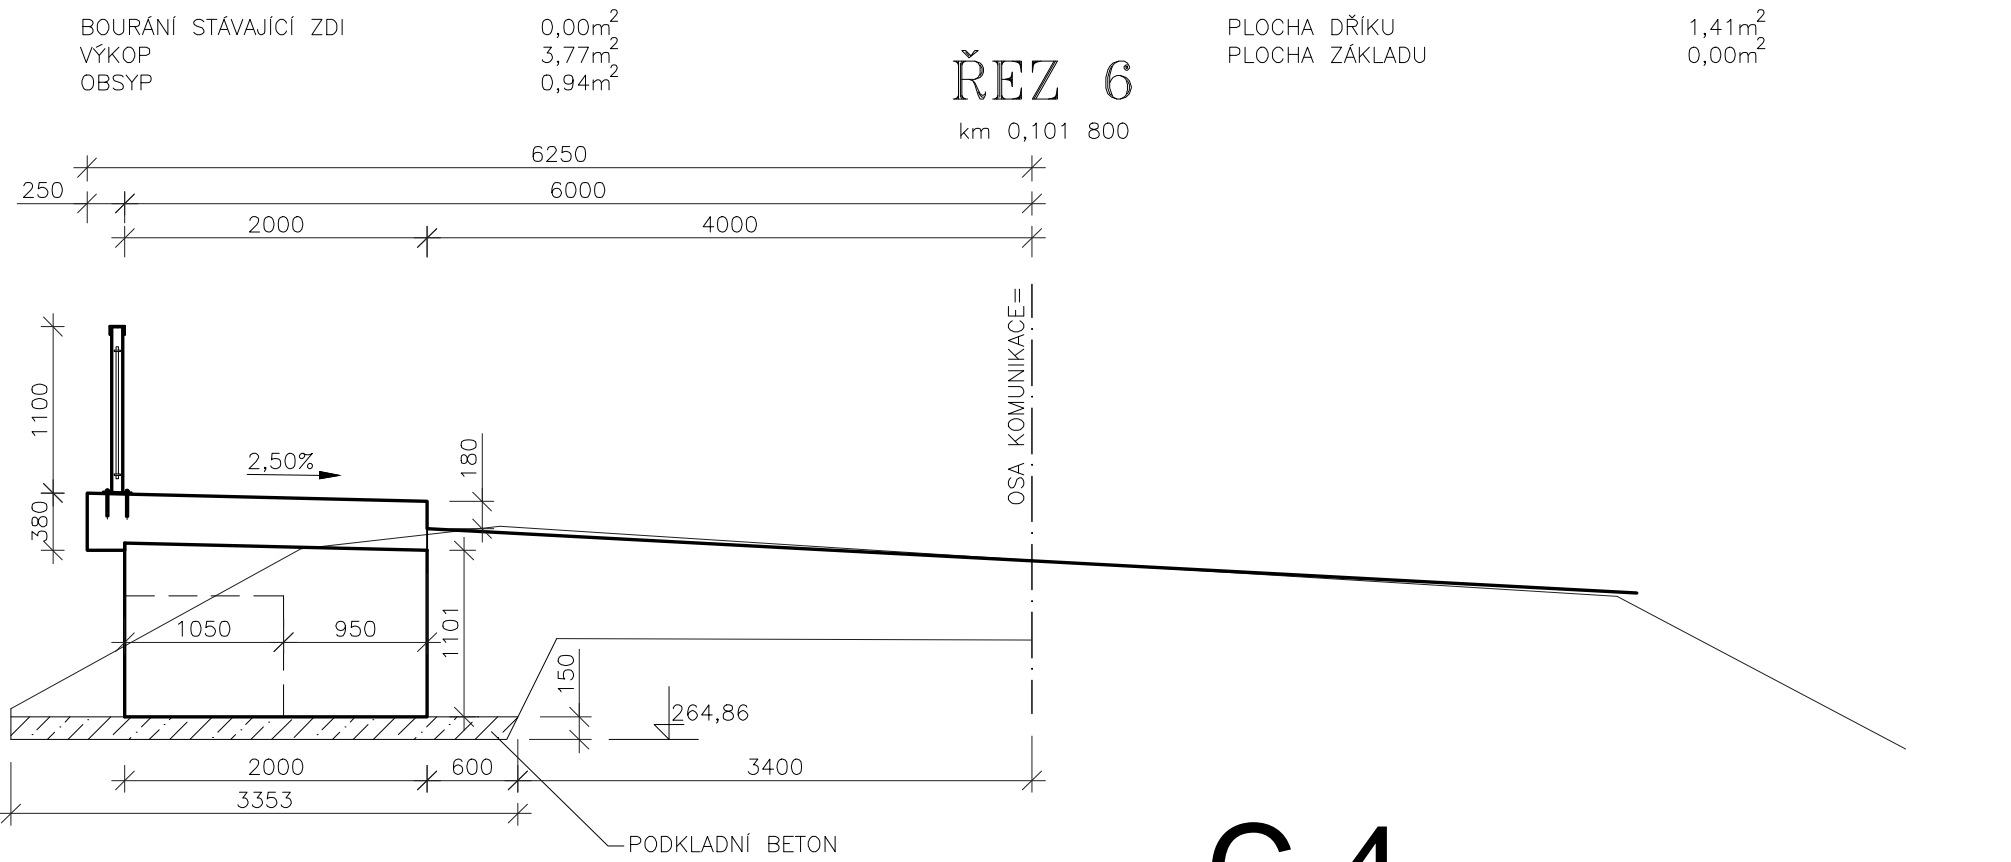 BOURÁNÍ STÁVAJÍCÍ ZDI 0,00m²
VÝKOP 3,77m²
OBSYP 0,94m²
PLOCHA DŘÍKU 1,41m²
PLOCHA ZÁKLADU 0,00m²
ŘEZ 6
km 0,101 800
6250
250 6000
2000 4000
OSA KOMUNIKACE=
1100
2,50%
180
380
1050 950
1101
150
264,86
2000 600 3400
3353
PODKLADNÍ BETON